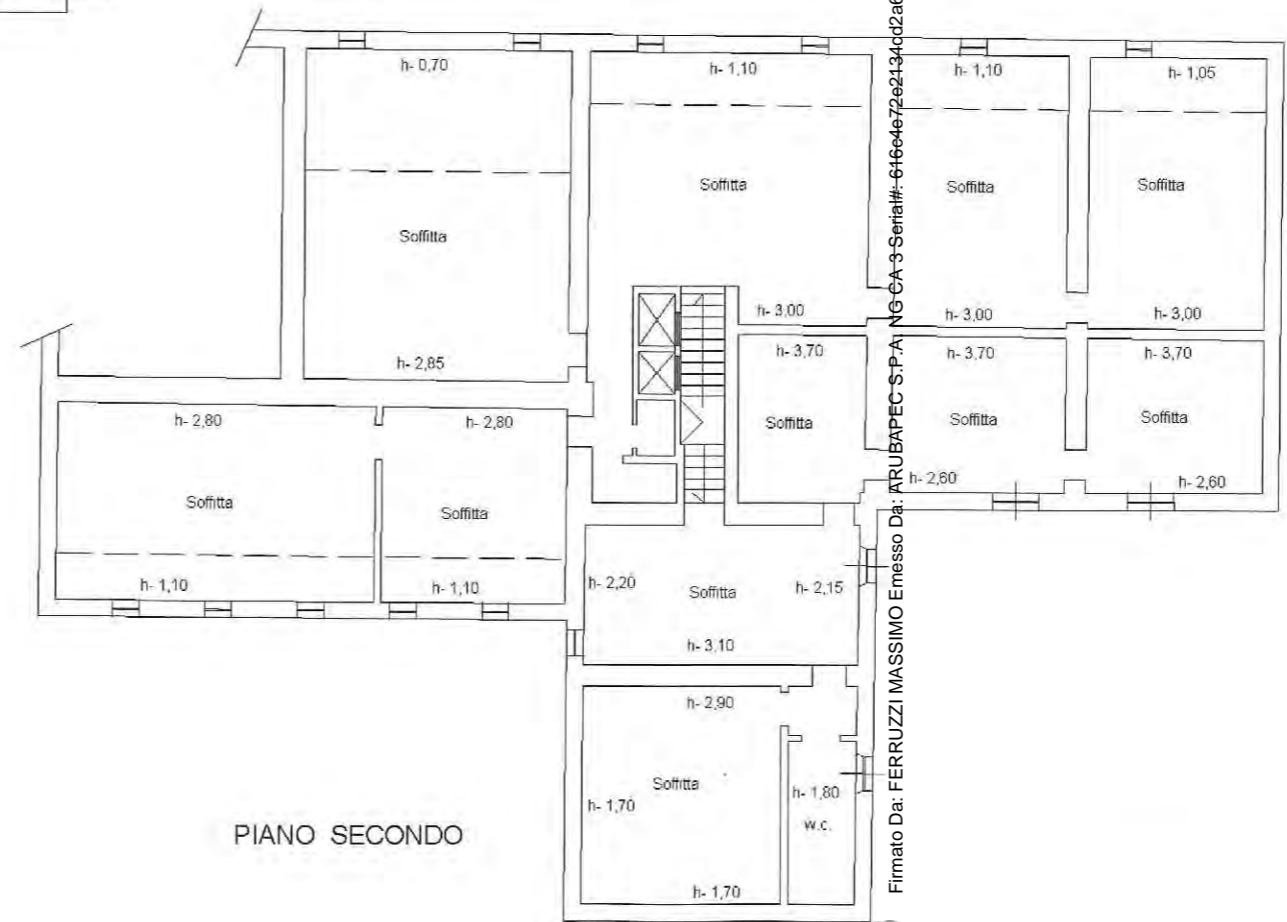 h- 0,70
h- 1,10
h- 1,10
h- 1,05
Soffitta
Soffitta
Soffitta
Soffitta
h- 2,85
h- 3,00
h- 3,00
h- 3,00
h- 3,70
h- 3,70
h- 3,70
h- 2,80
h- 2,80
Soffitta
Soffitta
Soffitta
Soffitta
Soffitta
h- 2,60
h- 2,60
h- 1,10
h- 1,10
h- 2,20
Soffitta
h- 2,15
h- 3,10
h- 2,90
Soffitta
h- 1,70
h- 1,80
w.c.
h- 1,70
PIANO SECONDO
Firmato Da: FERRUZZI MASSIMO Emesso Da: ARUBAPEC S.P.A. NG CA 3 Serial#: 616e4e72e2134cd2a6